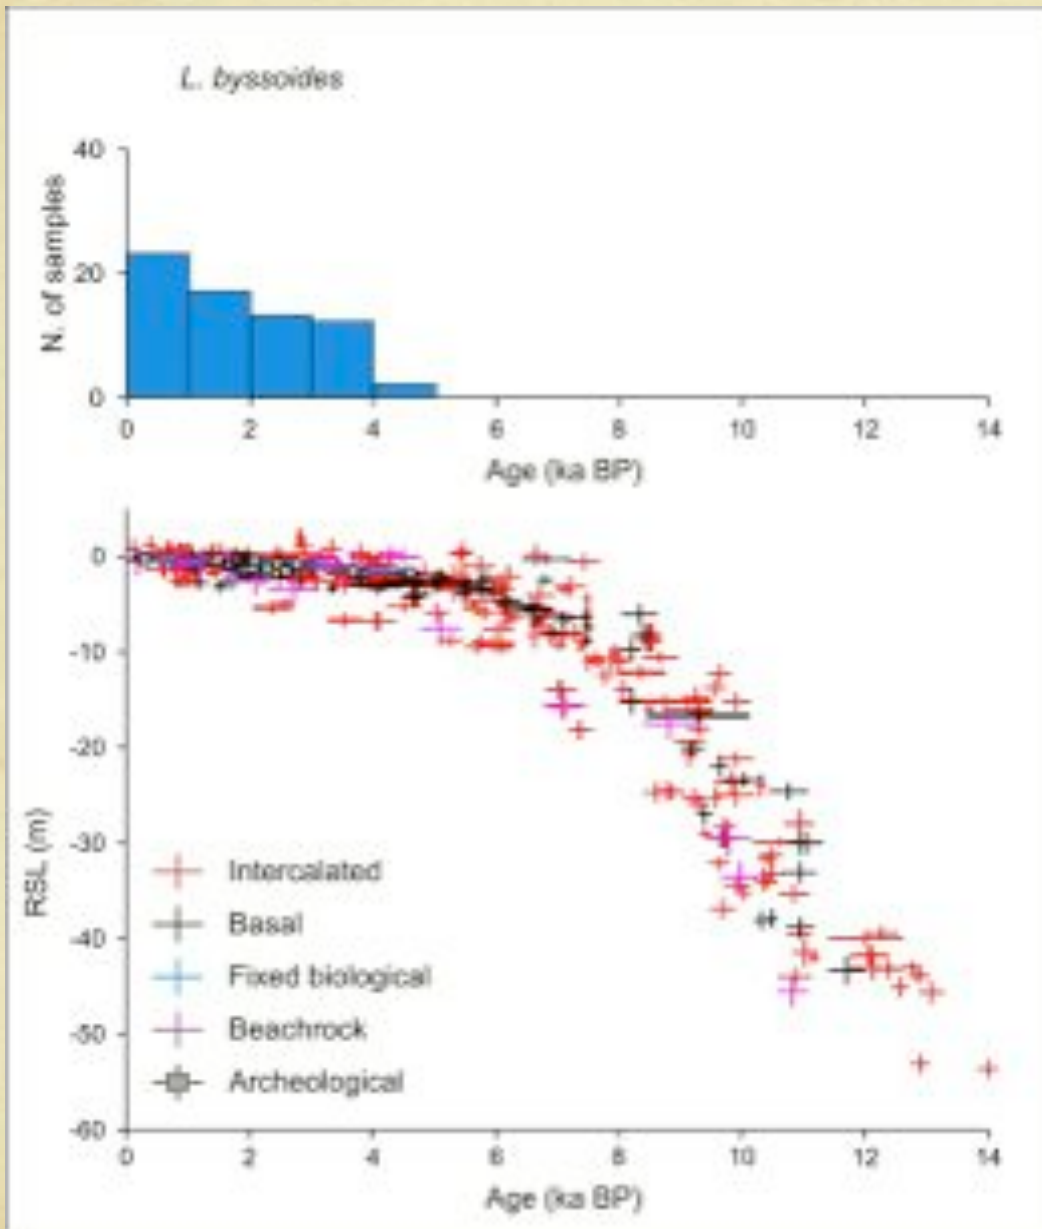 L. byssoides
40
20
0
N. of samples
0 2 4 6 8 10 12 14
Age (ka BP)
0
-10
-20
-30
-40
-50
-60
RSL (m)
Intercalated
Basal
Fixed biological
Beachrock
Archeological
0 2 4 6 8 10 12 14
Age (ka BP)